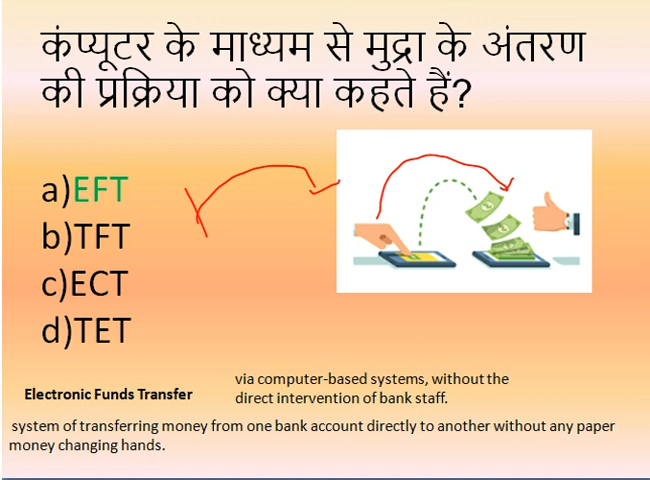 कंप्यूटर के माध्यम से मुद्रा के अंतरण
की प्रक्रिया को क्या कहते हैं?
a)EFT
b)TFT
c)ECT
d)TET
Electronic Funds Transfer
via computer-based systems, without the
direct intervention of bank staff.
system of transferring money from one bank account directly to another without any paper
money changing hands.